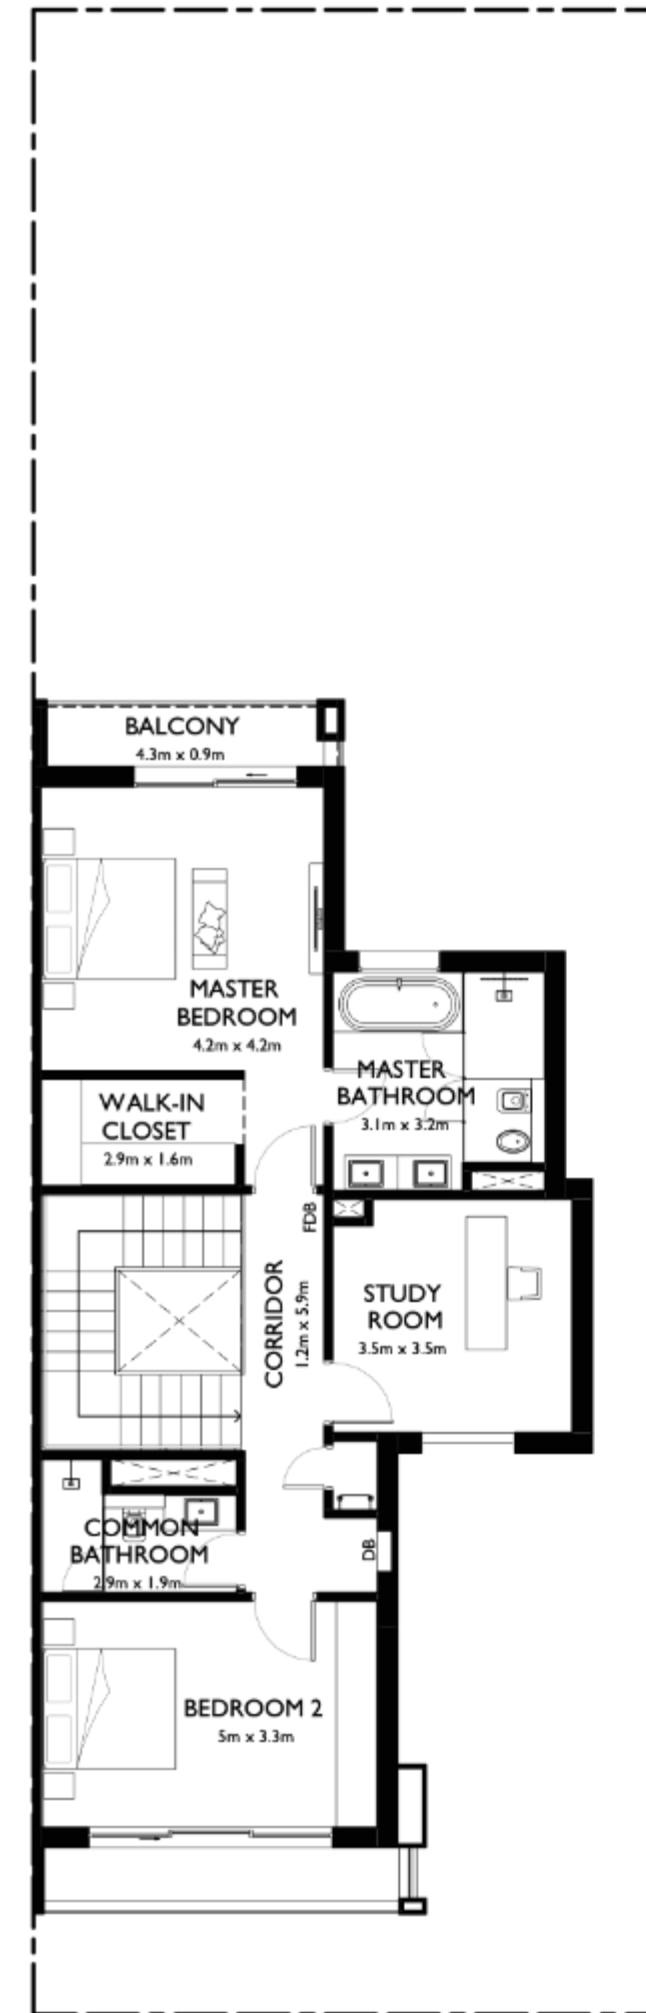 BALCONY
4.3m x 0.9m
MASTER
BEDROOM
4.2m x 4.2m
MASTER
BATHROOM
3.1m x 3.2m
WALK-IN
CLOSET
2.9m x 1.6m
FDB
CORRIDOR
1.2m x 5.9m
STUDY
ROOM
3.5m x 3.5m
COMMON
BATHROOM
2.9m x 1.9m
DB
BEDROOM 2
5m x 3.3m